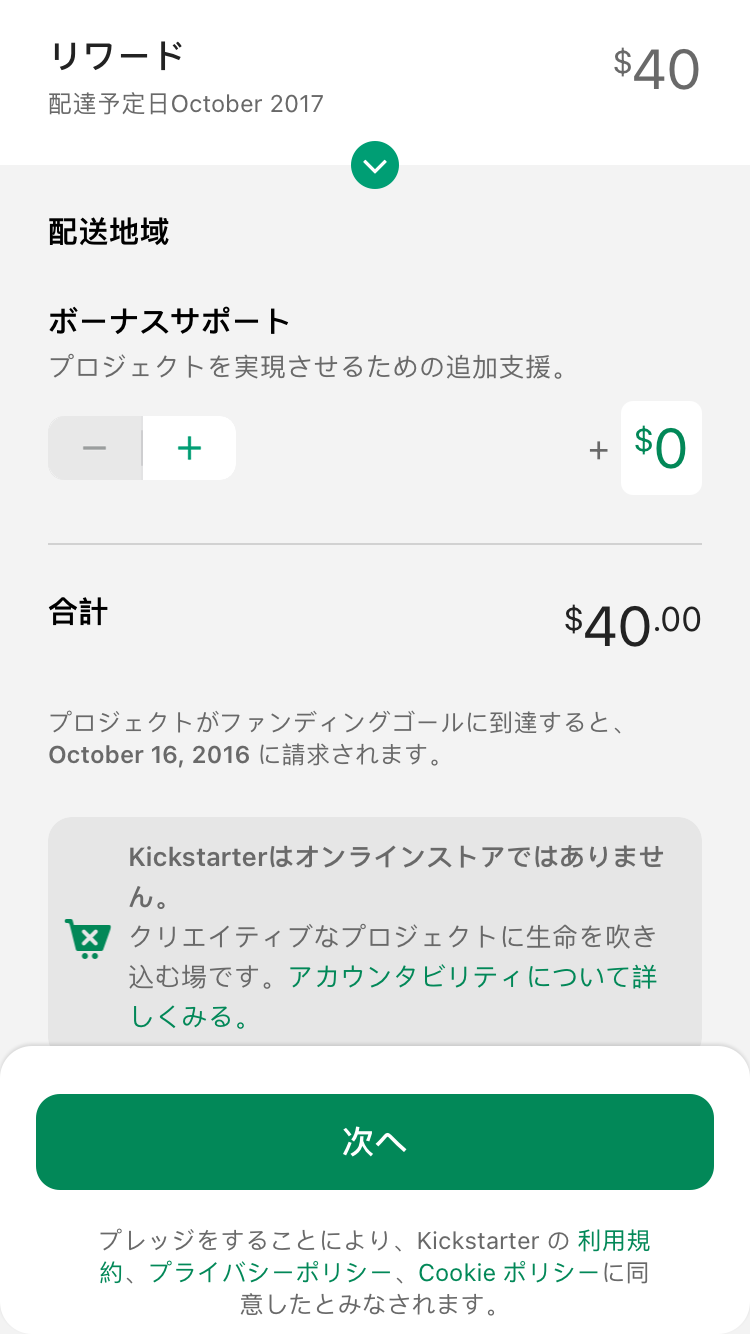 リワード
$40
配達予定日October 2017
配送地域
ボーナスサポート
プロジェクトを実現させるための追加支援。
− + + $0
合計
$40.00
プロジェクトがファンディングゴールに到達すると、
October 16, 2016 に請求されます。
Kickstarterはオンラインストアではありませ
ん。
クリエイティブなプロジェクトに生命を吹き
込む場です。アカウンタビリティについて詳
しくみる。
次へ
プレッジをすることにより、Kickstarter の 利用規
約、プライバシーポリシー、Cookie ポリシーに同
意したとみなされます。